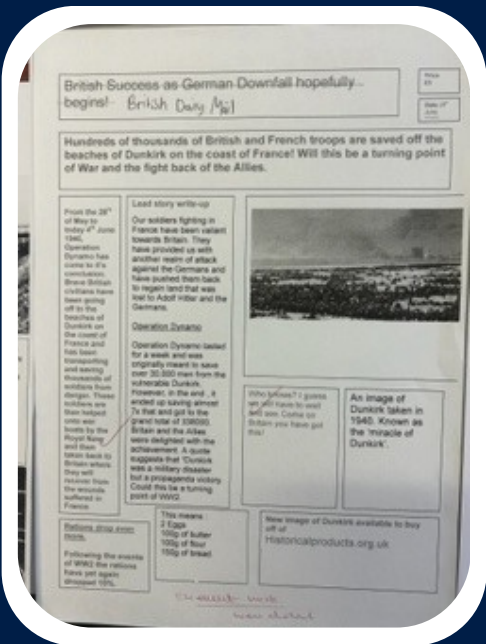 British Success as German Downfall hopefully
begins! British Daily Mail
Price
Date
Hundreds of thousands of British and French troops are saved off the
beaches of Dunkirk on the coast of France! Will this be a turning point
of War and the fight back of the Allies.
From the 26th
of May to
today 4th June
1940,
Operation
Dynamo has
come to it's
conclusion.
Brave British
civilians have
been going
off to the
beaches of
Dunkirk on
the coast of
France and
has been
transporting
and saving
thousands of
soldiers from
danger. These
soldiers are
then helped
onto war
boats by the
Royal Navy
and then
taken back to
Britain where
they will
recover from
the wounds
suffered in
France
Rations drop even
more.
Following the events
of WW2 the rations
have yet again
dropped 15%.
Lead story write-up
Our soldiers fighting in
France have been valiant
towards Britain. They
have provided us with
another realm of attack
against the Germans and
have pushed them back
to regain land that was
lost to Adolf Hitler and the
Germans.
Operation Dynamo
Operation Dynamo lasted
for a week and was
originally meant to save
over 30,000 men from the
vulnerable Dunkirk.
However, in the end , it
ended up saving almost
7x that and got to the
grand total of 338000.
Britain and the Allies
were delighted with the
achievement. A quote
suggests that 'Dunkirk
was a military disaster
but a propaganda victory.
Could this be a turning
point of WW2.
This means
2 Eggs
100g of butter
100g of flour
150g of bread
Who knows? I guess
we will have to wait
and see. Come on
Britain you have got
this!
An image of
Dunkirk taken in
1940. Known as
the 'miracle of
Dunkirk'.
New image of Dunkirk available to buy
off of
Historicalproducts.org.uk
work